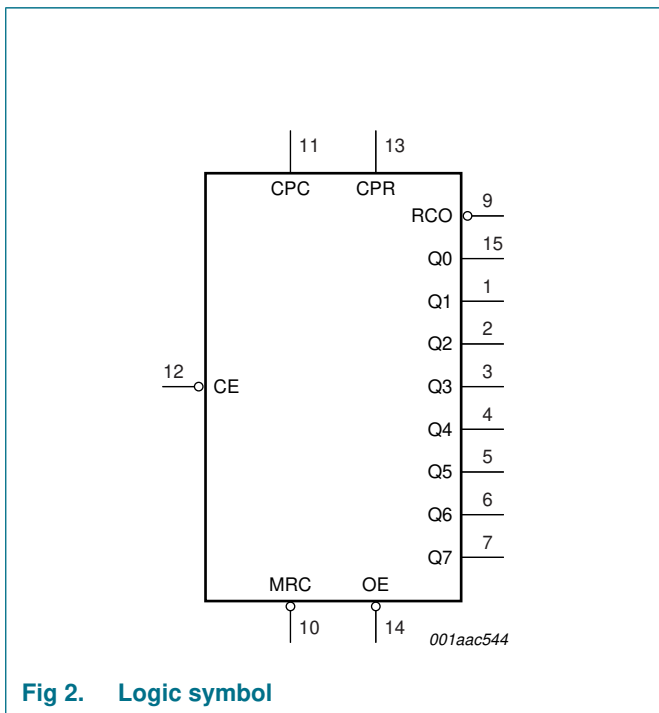 11 13
CPC CPR
RCO 9
Q0 15
Q1 1
Q2 2
12 CE Q3 3
Q4 4
Q5 5
Q6 6
Q7 7
MRC OE
10 14 001aac544
Fig 2. Logic symbol